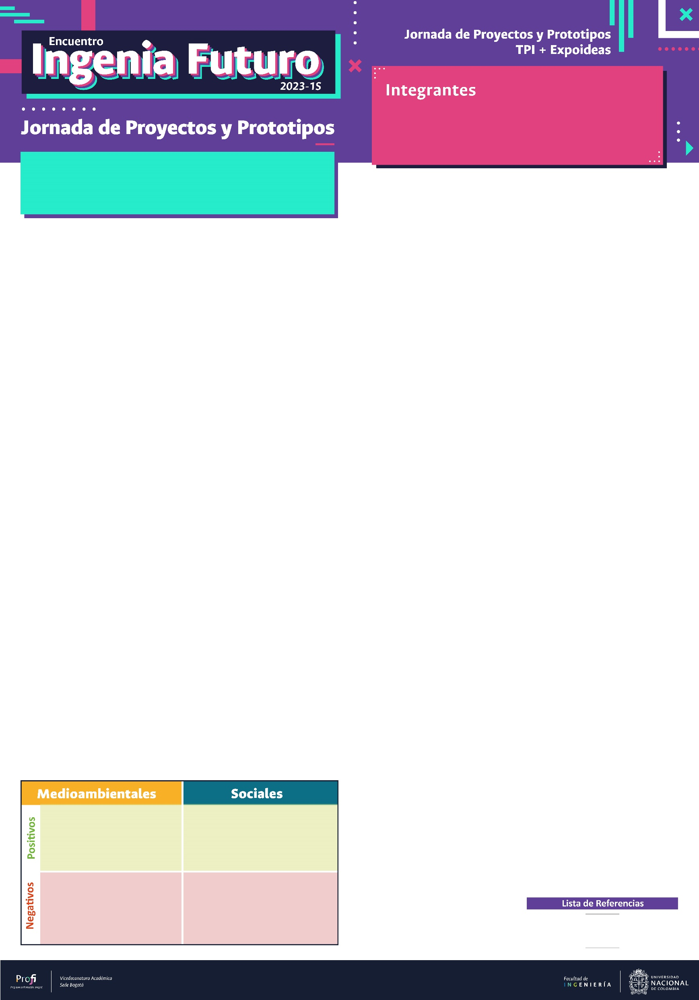 Encuentro
Ingenia Futuro
2023-1S
Jornada de Proyectos y Prototipos
Jornada de Proyectos y Prototipos
TPI + Expoideas
Integrantes
Medioambientales
Sociales
Positivos
Negativos
Lista de Referencias
Profi
Programa de Formación Integral
Vicedecanatura Académica
Sede Bogotá
Facultad de
INGENIERÍA
UNIVERSIDAD
NACIONAL
DE COLOMBIA